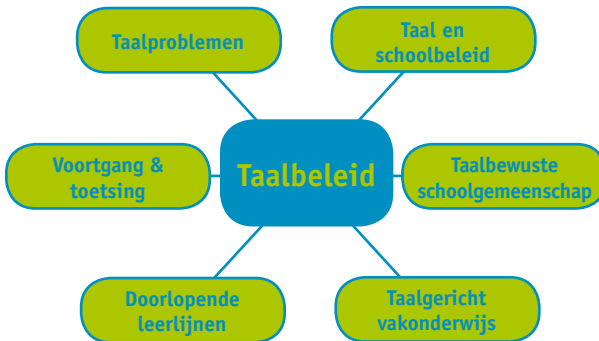 Taalproblemen
Taal en
schoolbeleid
Voortgang &
toetsing
Taalbeleid
Taalbewuste
schoolgemeenschap
Doorlopende
leerlijnen
Taalgericht
vakonderwijs